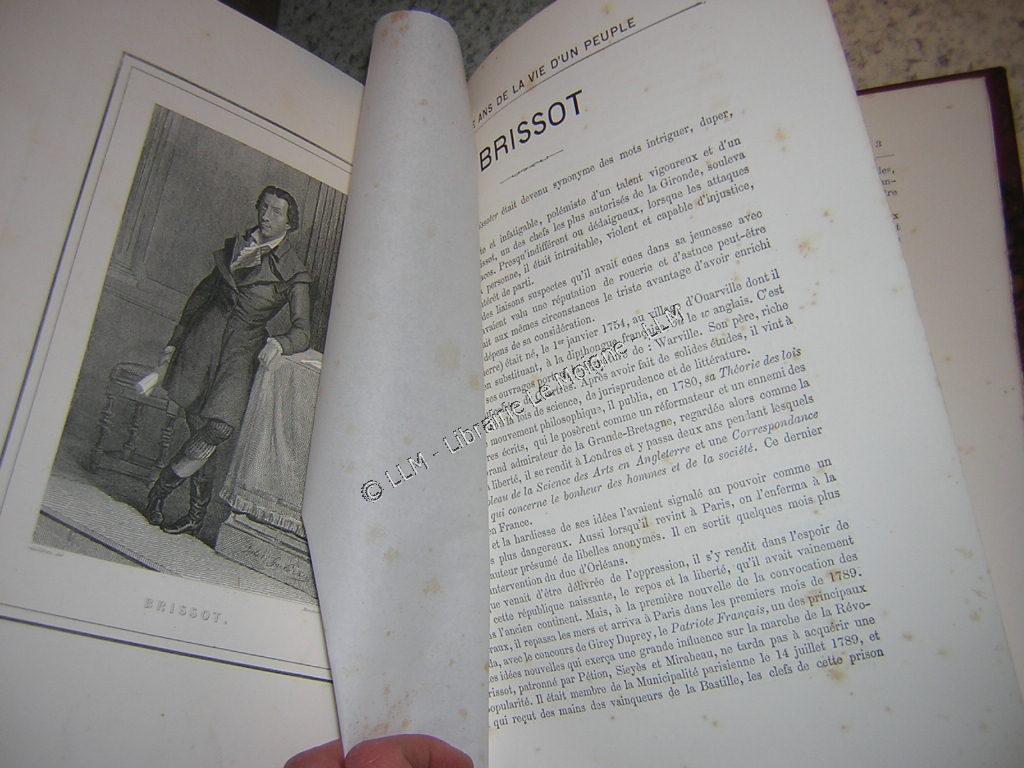 BRISSOT.
ANS DE LA VIE D'UN PEUPLE
BRISSOT
était devenu synonyme des mots intriguer, duper,
et infatigable, polémiste d'un talent vigoureux et d'un
un des chefs les plus autorisés de la Gironde, souleva
Presqu'indifférent ou dédaigneux, lorsque les attaques
personne, il était intraitable, violent et capable d'injustice,
de parti.
des liaisons suspectes qu'il avait eues dans sa jeunesse avec
valu une réputation de rouerie et d'astuce peut-être
aux mêmes circonstances le triste avantage d'avoir enrichi
dépens de sa considération.
était né, le 1er janvier 1754, au village d'Ouarville dont il
substituant, à la diphtongue française ou le w anglais. C'est
ses ouvrages de : Warville. Son père, riche
après avoir fait de solides études, il vint à
la fois de science, de jurisprudence et de littérature.
mouvement philosophique, il publia, en 1780, sa Théorie des lois
écrits, qui le posèrent comme un réformateur et un ennemi des
admirateur de la Grande-Bretagne, regardée alors comme la
liberté, il se rendit à Londres et y passa deux ans pendant lesquels
de la Science des Arts en Angleterre et une Correspondance
qui concerne le bonheur des hommes et de la société. Ce dernier
France.
et la hardiesse de ses idées l'avaient signalé au pouvoir comme un
plus dangereux. Aussi lorsqu'il revint à Paris, on l'enferma à la
auteur présumé de libelles anonymes. Il en sortit quelques mois plus
intervention du duc d'Orléans.
que venait d'être délivrée de l'oppression, il s'y rendit dans l'espoir de
cette république naissante, le repos et la liberté, qu'il avait vainement
l'ancien continent. Mais, à la première nouvelle de la convocation des
il repassa les mers et arriva à Paris dans les premiers mois de 1789.
avec le concours de Girey Duprey, le Patriote Français, un des principaux
idées nouvelles qui exerça une grande influence sur la marche de la Révo-
patronné par Pétion, Sieyès et Mirabeau, ne tarda pas à acquérir une
popularité. Il était membre de la Municipalité parisienne le 14 juillet 1789, et
qui reçut des mains des vainqueurs de la Bastille, les clefs de cette prison
3
© LLM - Librairie Le Moigne - LLM